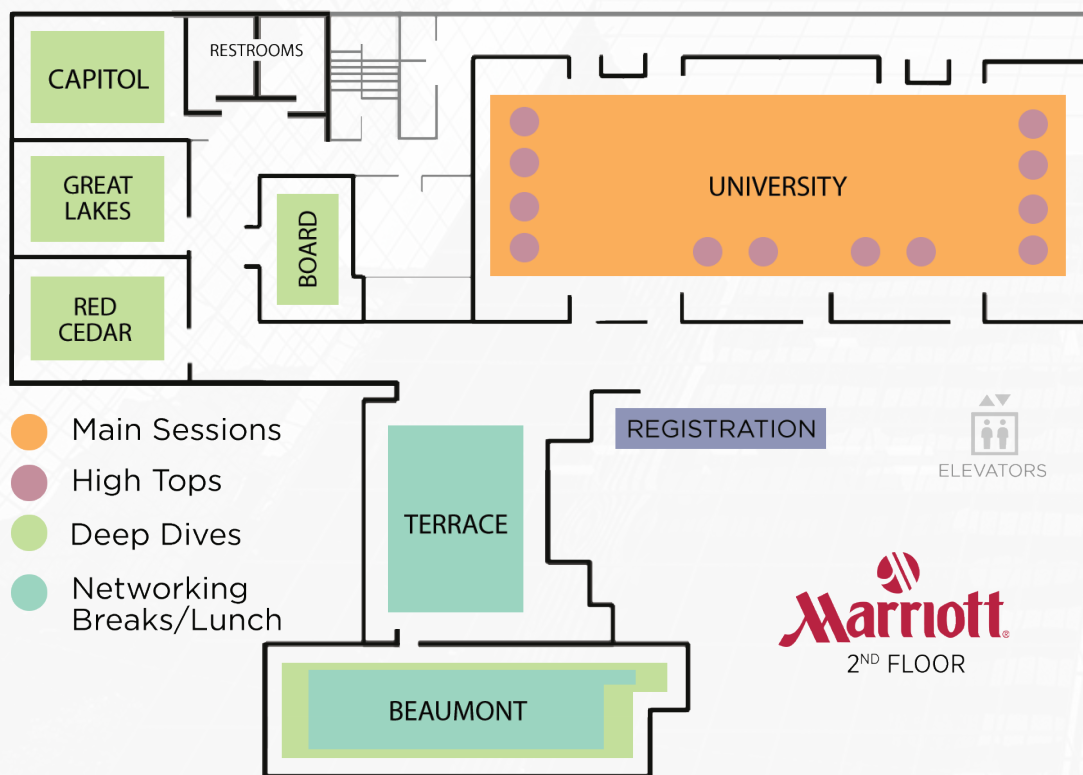 RESTROOMS
CAPITOL
GREAT
LAKES
UNIVERSITY
BOARD
RED
CEDAR
Main Sessions
REGISTRATION
High Tops
ELEVATORS
Deep Dives
TERRACE
Networking
Breaks/Lunch
Marriott®
2ND FLOOR
BEAUMONT